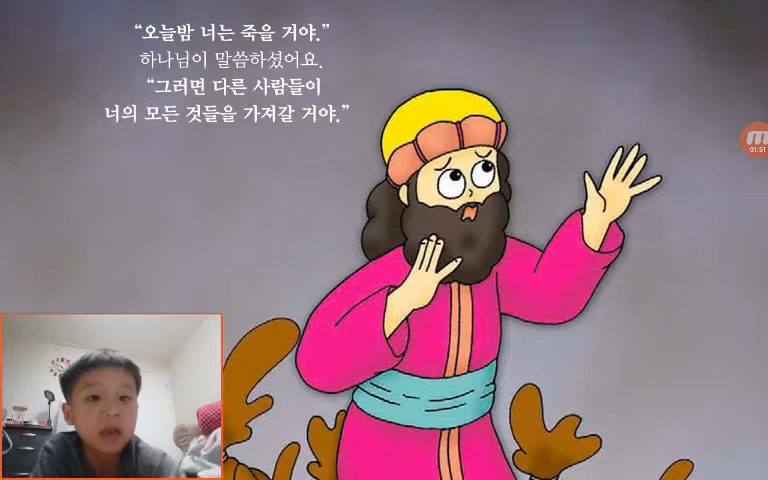 “오늘밤 너는 죽을 거야.”
하나님이 말씀하셨어요.
“그러면 다른 사람들이
너의 모든 것들을 가져갈 거야.”
01:51